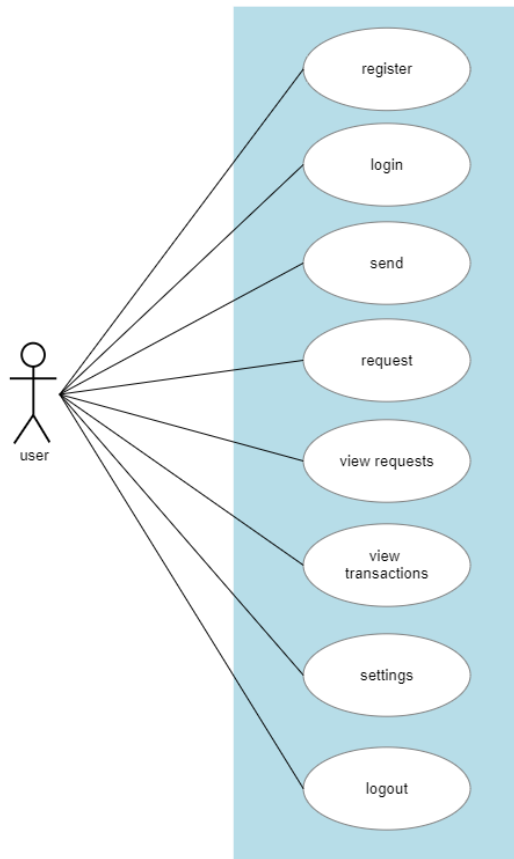 register
login
send
request
user
view requests
view
transactions
settings
logout